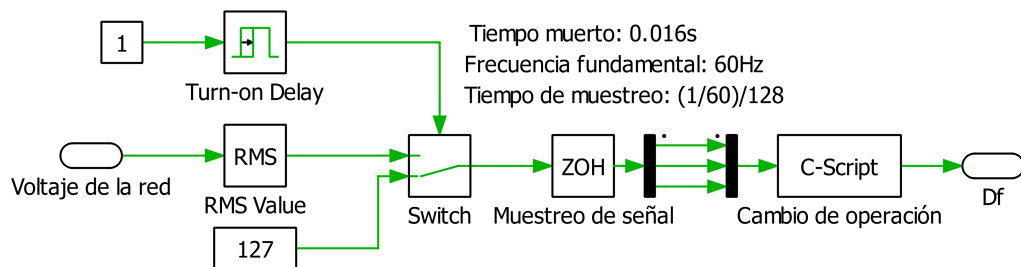 1
Turn-on Delay
Tiempo muerto: 0.016s
Frecuencia fundamental: 60Hz
Tiempo de muestreo: (1/60)/128
Voltaje de la red
RMS
RMS Value
127
Switch
ZOH
Muestreo de señal
C-Script
Cambio de operación
Df